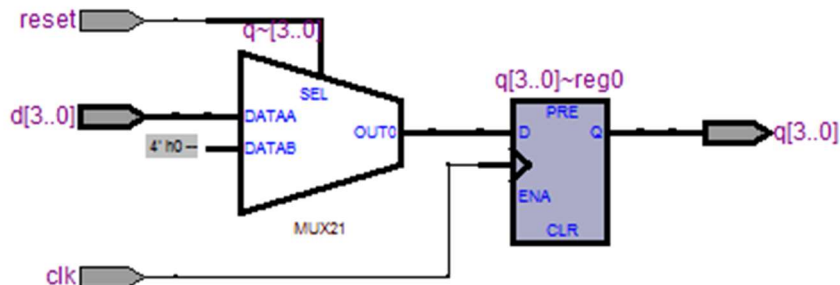 reset
q~[3..0]
SEL
d[3..0]
DATAA
4' h0
DATAB
OUT0
MUX21
q[3..0]~reg0
PRE
D
Q
ENA
CLR
q[3..0]
clk